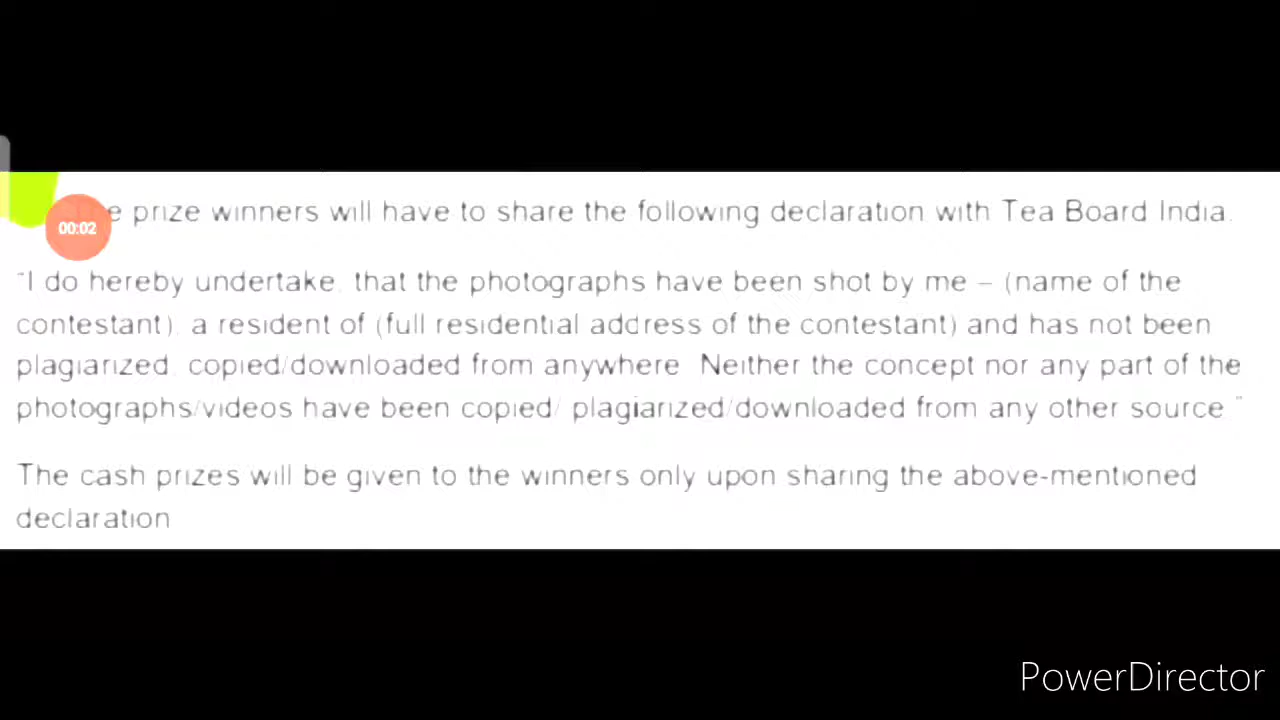 prize winners will have to share the following declaration with Tea Board India.
00:02
"I do hereby undertake, that the photographs have been shot by me – (name of the
contestant), a resident of (full residential address of the contestant) and has not been
plagiarized, copied/downloaded from anywhere. Neither the concept nor any part of the
photographs/videos have been copied/ plagiarized/downloaded from any other source."
The cash prizes will be given to the winners only upon sharing the above-mentioned
declaration
PowerDirector